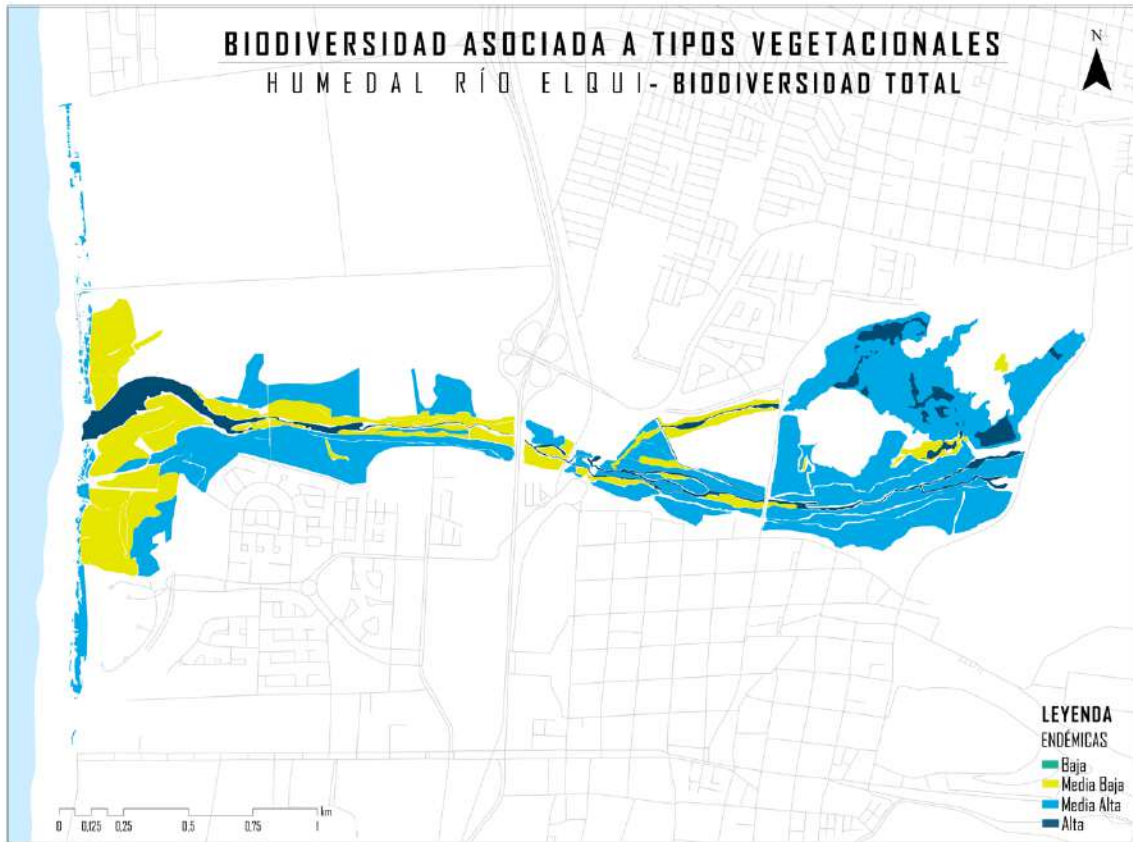 BIODIVERSIDAD ASOCIADA A TIPOS VEGETACIONALES
HUMEDAL RÍO ELQUI- BIODIVERSIDAD TOTAL
N
LEYENDA
ENDÉMICAS
Baja
Media Baja
Media Alta
Alta
km
0 0,125 0,25 0,5 0,75 1